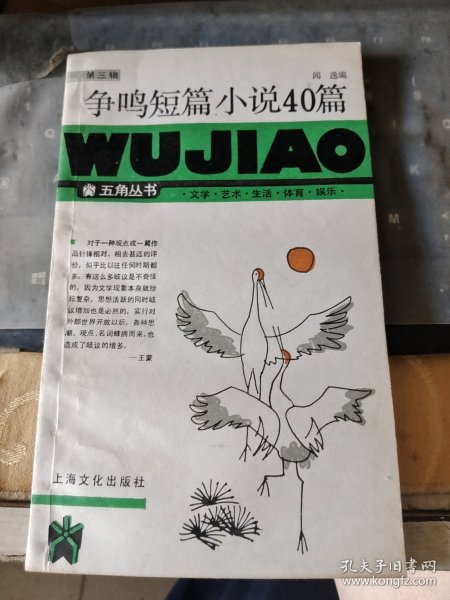 第三辑
闻 选编
争鸣短篇小说40篇
WUJIAO
五角丛书
·文学·艺术·生活·体育·娱乐·
对于一种观点或一篇作
品针锋相对、相去甚远的评
价，似乎比以往任何时期都
多。有这么多歧议是不奇怪
的。因为文学现象本身就纷
纭复杂，思想活跃的同时歧
议增加也是必然的。实行对
外部世界开放以后，各种思
潮、观点、名词蜂拥而来，也
造成了歧议的增多。
——王蒙
上海文化出版社
孔夫子旧书网
www.kongfz.com